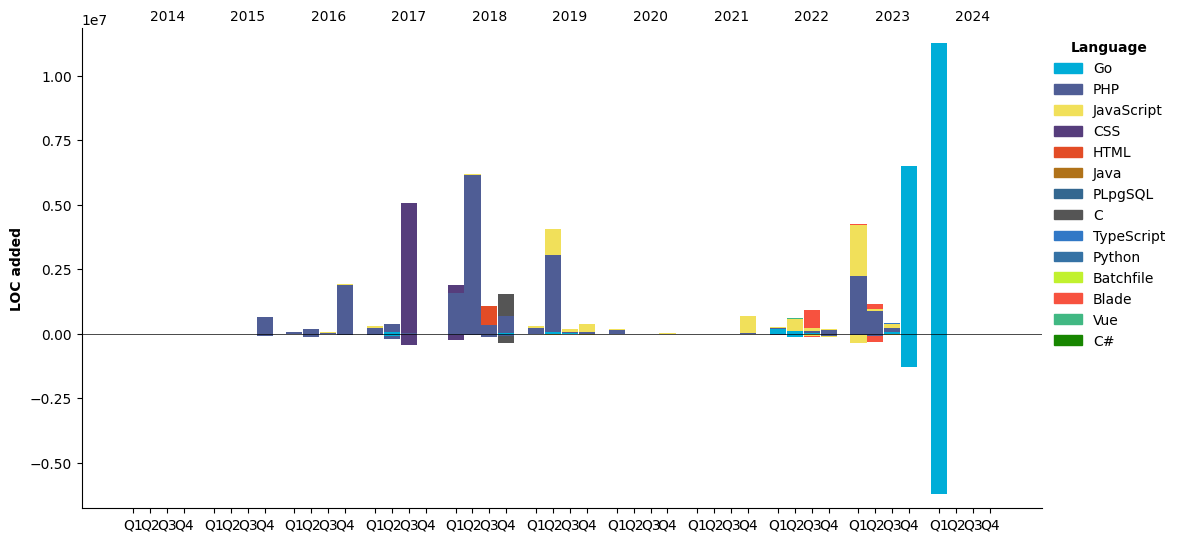 2014 2015 2016 2017 2018 2019 2020 2021 2022 2023 2024
1e7
1.00
0.75
0.50
0.25
0.00
−0.25
−0.50
LOC added
Q1Q2Q3Q4 Q1Q2Q3Q4 Q1Q2Q3Q4 Q1Q2Q3Q4 Q1Q2Q3Q4 Q1Q2Q3Q4 Q1Q2Q3Q4 Q1Q2Q3Q4 Q1Q2Q3Q4 Q1Q2Q3Q4 Q1Q2Q3Q4
Language
Go
PHP
JavaScript
CSS
HTML
Java
PLpgSQL
C
TypeScript
Python
Batchfile
Blade
Vue
C#